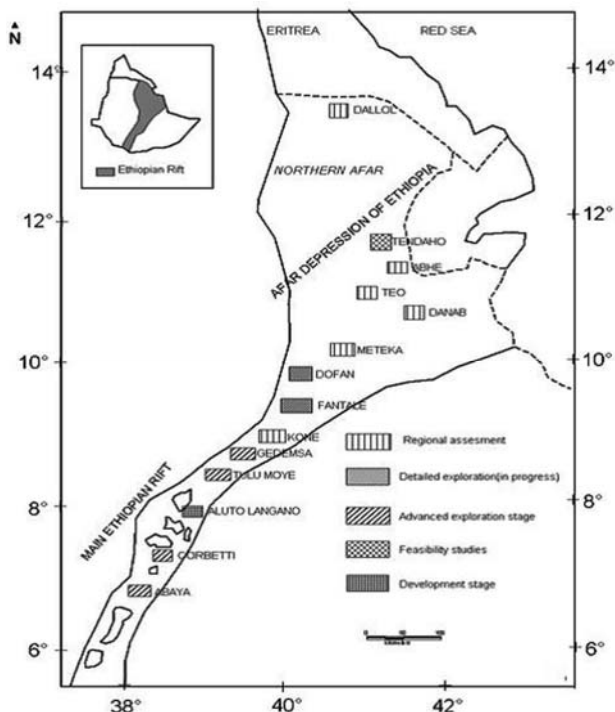 N
ERITREA
RED SEA
14°
14°
Ethiopian Rift
DALLOL
NORTHERN AFAR
AFAR DEPRESSION OF ETHIOPIA
12°
12°
TENDAHO
ABHE
TEO
DANAB
METEKA
10°
10°
DOFAN
FANTALE
KONE
GEDEMSA
TULU MOYE
MAIN ETHIOPIAN RIFT
8°
8°
ALUTO LANGANO
CORBETTI
ABAYA
6°
6°
Regional assesment
Detailed exploration(in progress)
Advanced exploration stage
Feasibility studies
Development stage
38°
40°
42°